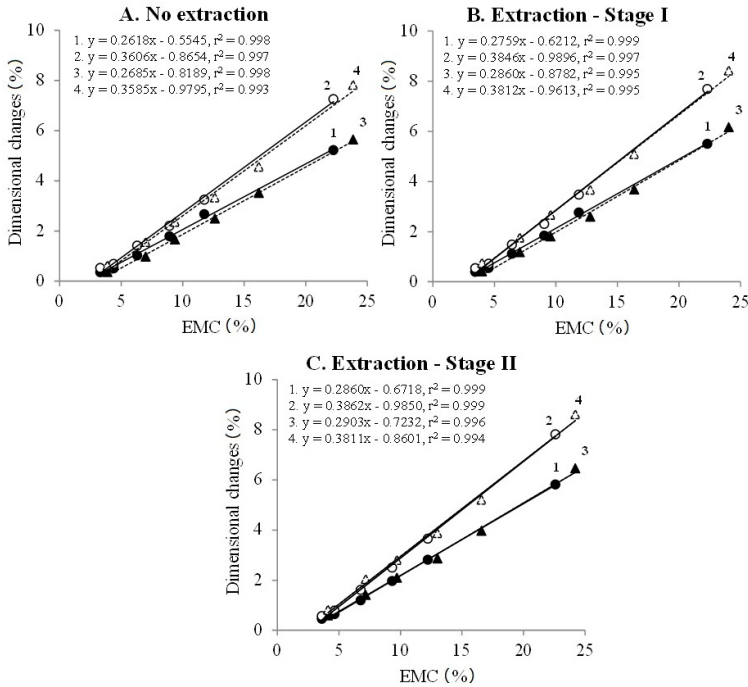 A. No extraction
1. y = 0.2618x - 0.5545, r² = 0.998
2. y = 0.3606x - 0.8654, r² = 0.997
3. y = 0.2685x - 0.8189, r² = 0.998
4. y = 0.3585x - 0.9795, r² = 0.993
Dimensional changes (%)
10
8
6
4
2
0
0 5 10 15 20 25
EMC (%)
2
4
1
3
B. Extraction - Stage I
1. y = 0.2759x - 0.6212, r² = 0.999
2. y = 0.3846x - 0.9896, r² = 0.997
3. y = 0.2860x - 0.8782, r² = 0.995
4. y = 0.3812x - 0.9613, r² = 0.995
Dimensional changes (%)
10
8
6
4
2
0
0 5 10 15 20 25
EMC (%)
2
4
1
3
C. Extraction - Stage II
1. y = 0.2860x - 0.6718, r² = 0.999
2. y = 0.3862x - 0.9850, r² = 0.999
3. y = 0.2903x - 0.7232, r² = 0.996
4. y = 0.3811x - 0.8601, r² = 0.994
Dimensional changes (%)
10
8
6
4
2
0
0 5 10 15 20 25
EMC (%)
2
4
1
3